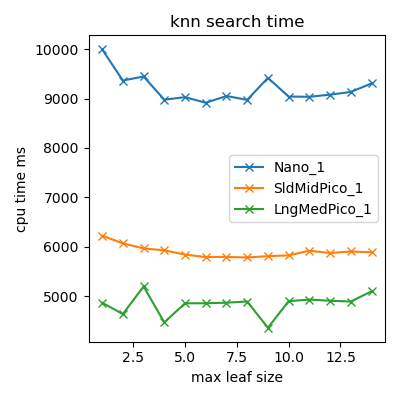 knn search time
cpu time ms
10000
9000
8000
7000
6000
5000
Nano_1
SldMidPico_1
LngMedPico_1
2.5 5.0 7.5 10.0 12.5
max leaf size